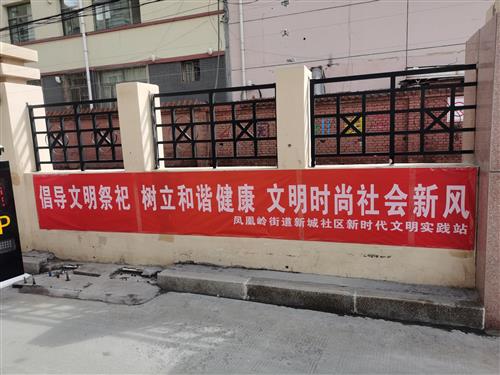 倡导文明祭祀 树立和谐健康 文明时尚社会新风
凤凰岭街道新城社区新时代文明实践站
P